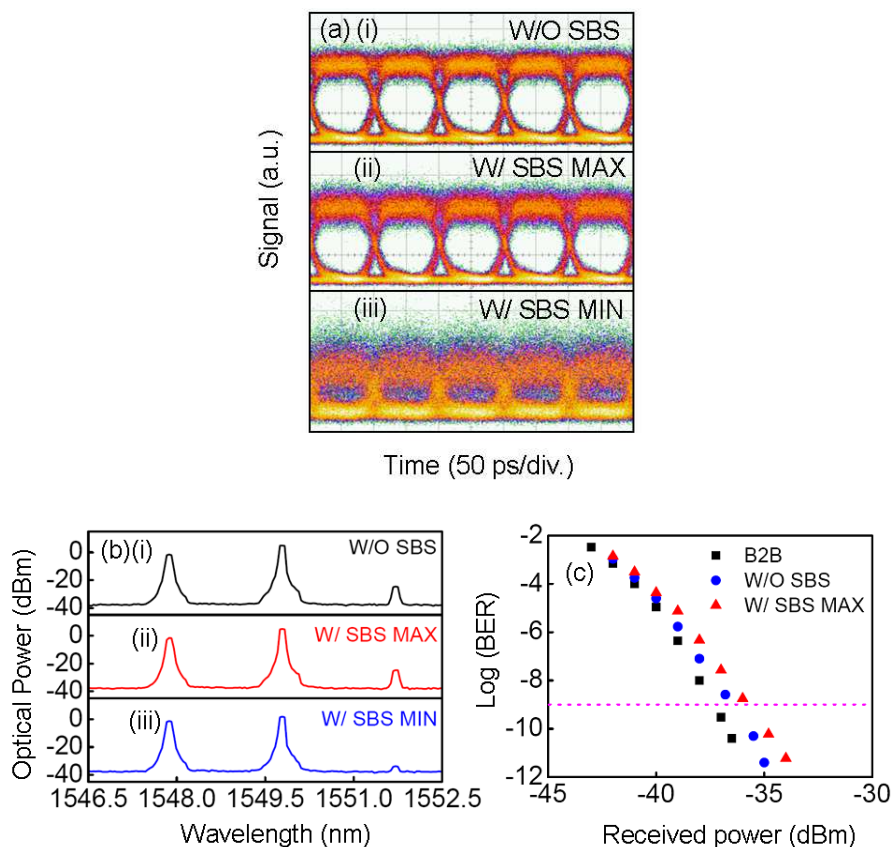 (a) (i) W/O SBS
(ii) W/ SBS MAX
(iii) W/ SBS MIN
Signal (a.u.)
Time (50 ps/div.)
(b)(i) W/O SBS
(ii) W/ SBS MAX
(iii) W/ SBS MIN
Optical Power (dBm)
0
-20
-40
0
-20
-40
0
-20
-40
1546.5 1548.0 1549.5 1551.0 1552.5
Wavelength (nm)
(c)
B2B
W/O SBS
W/ SBS MAX
Log (BER)
-2
-4
-6
-8
-10
-12
-45 -40 -35 -30
Received power (dBm)